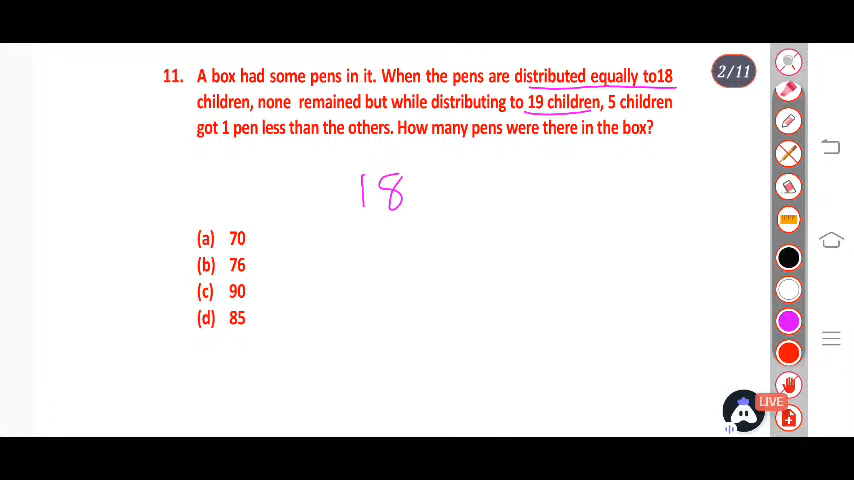 2/11
11. A box had some pens in it. When the pens are distributed equally to18
children, none remained but while distributing to 19 children, 5 children
got 1 pen less than the others. How many pens were there in the box?
18
(a) 70
(b) 76
(c) 90
(d) 85
LIVE